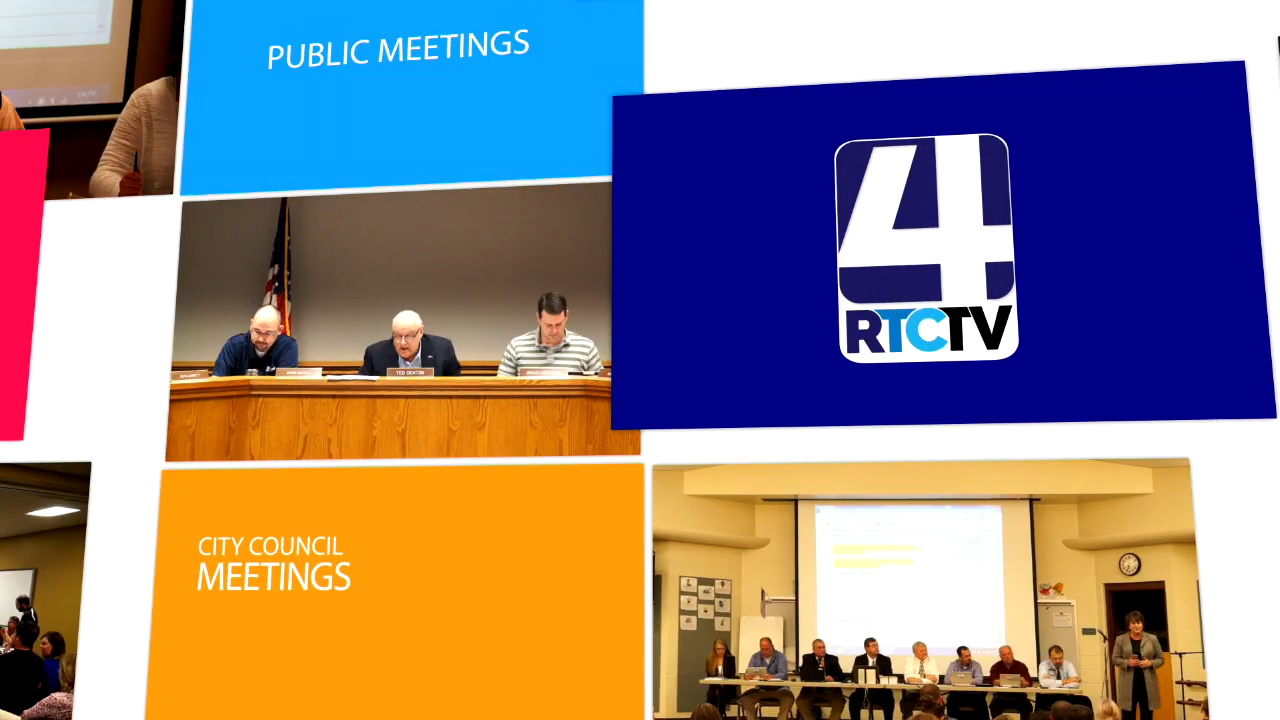 PUBLIC MEETINGS
4
RTCTV
TED DENTON
CITY COUNCIL
MEETINGS